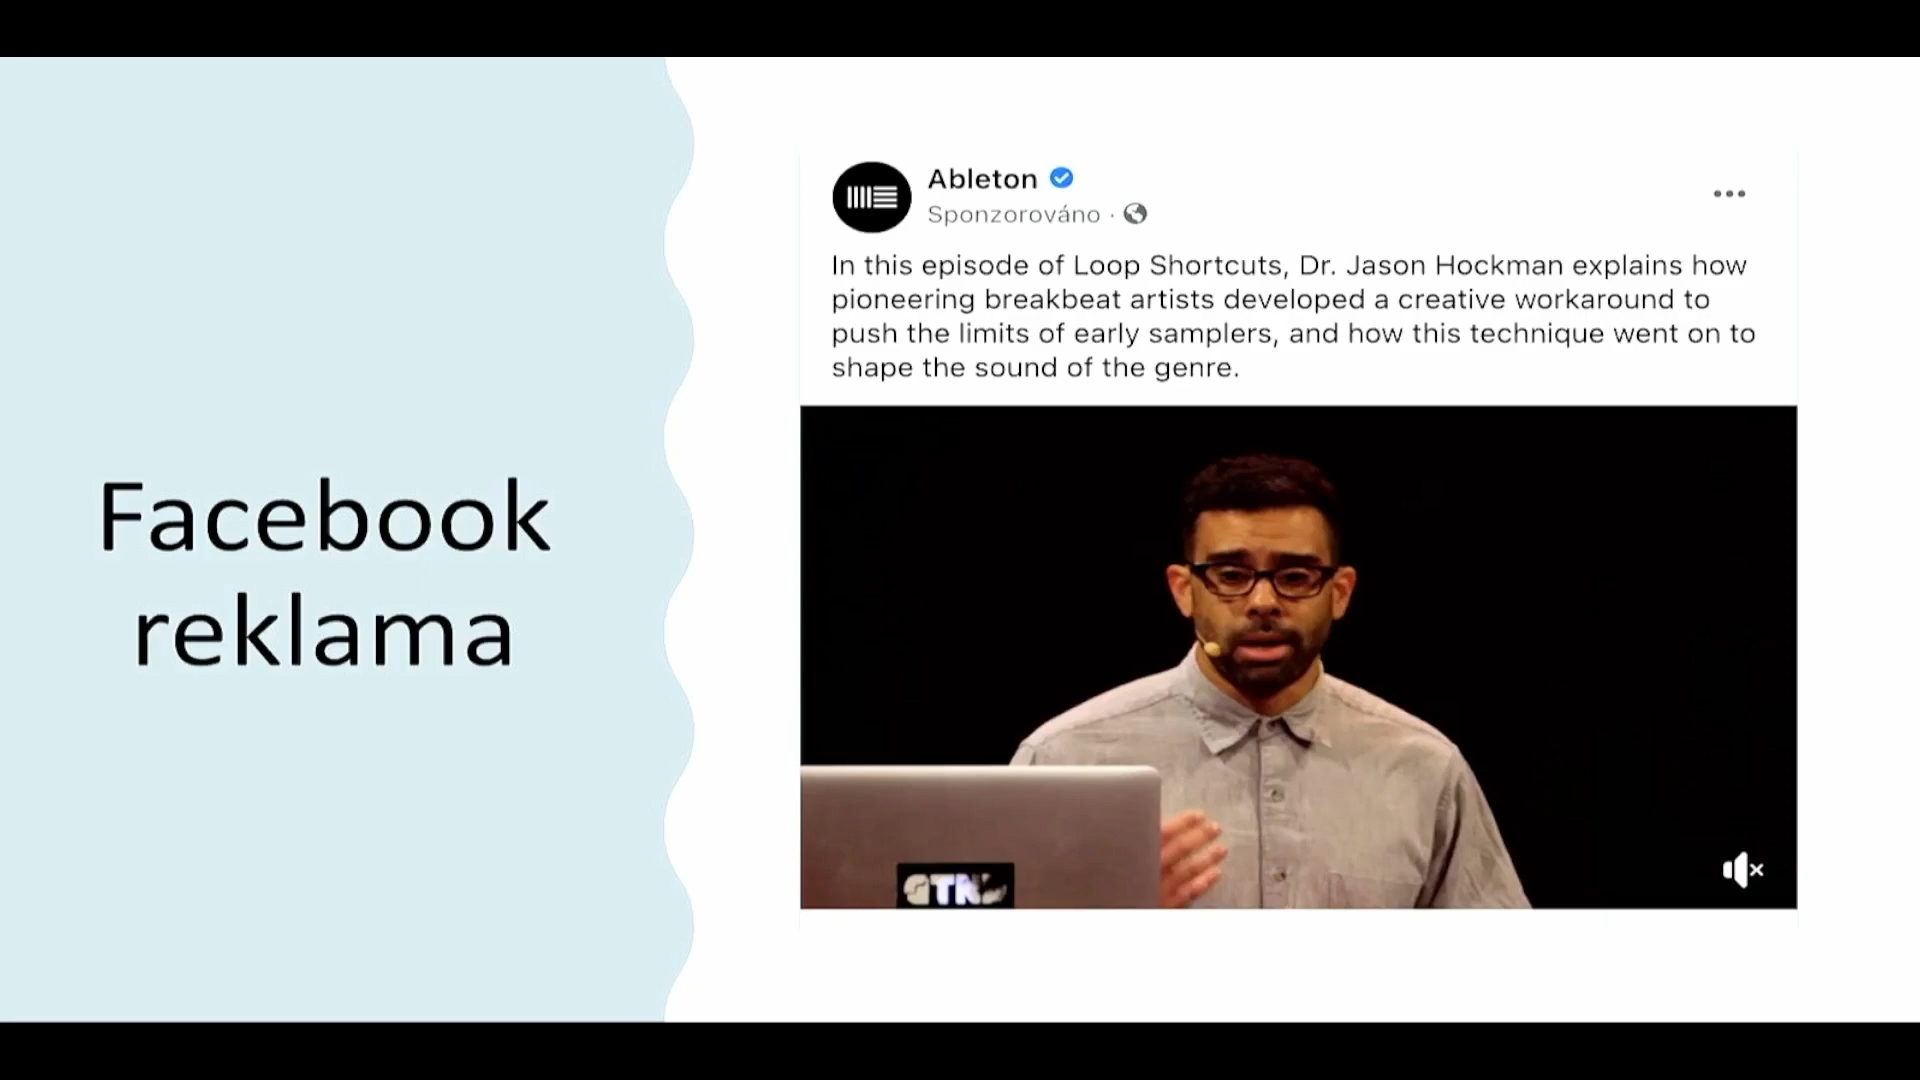 Facebook
reklama
Ableton
Sponzorováno ·
In this episode of Loop Shortcuts, Dr. Jason Hockman explains how
pioneering breakbeat artists developed a creative workaround to
push the limits of early samplers, and how this technique went on to
shape the sound of the genre.